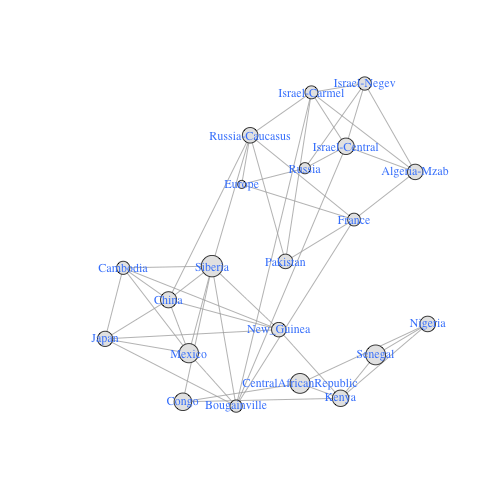 Israel-Negev
Israel-Carmel
Russia-Caucasus
Israel-Central
Russia
Algeria-Mzab
Europe
France
Pakistan
Cambodia
Siberia
China
New.Guinea
Nigeria
Japan
Mexico
Senegal
CentralAfricanRepublic
Kenya
Congo
Bougainville